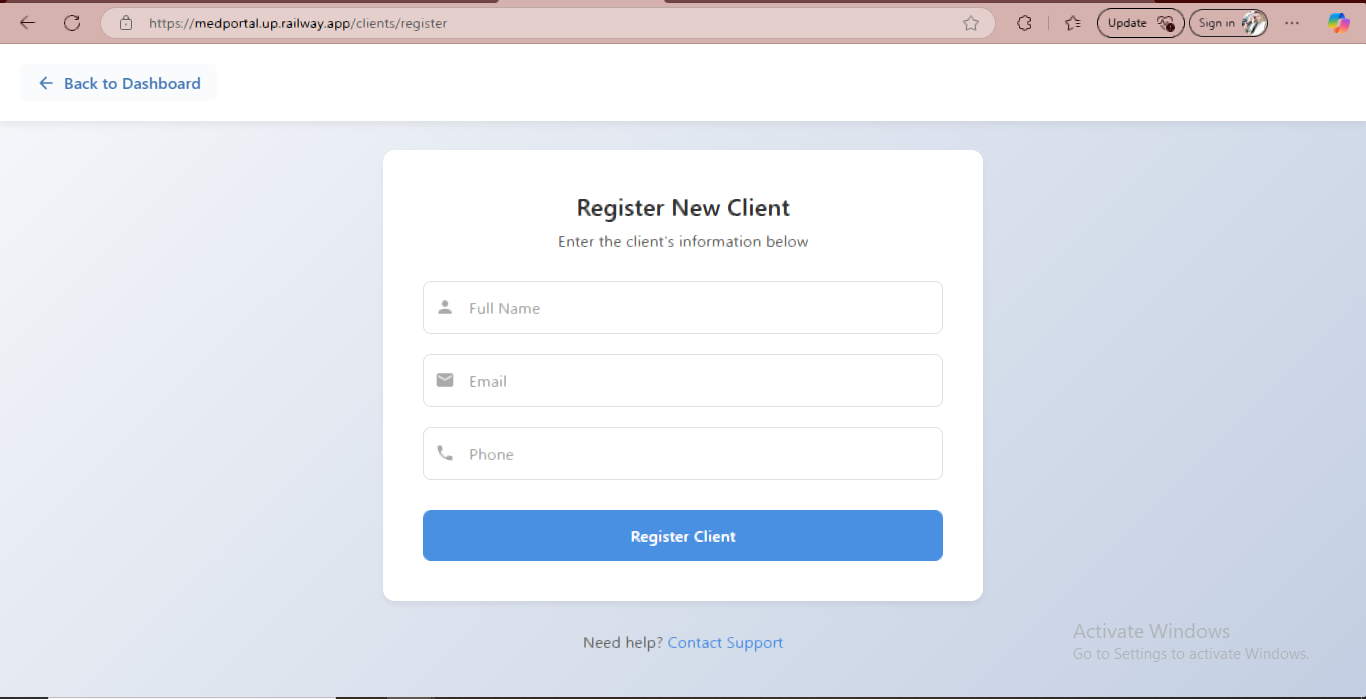 https://medportal.up.railway.app/clients/register
Update
Sign in
Back to Dashboard
Register New Client
Enter the client's information below
Full Name
Email
Phone
Register Client
Need help? Contact Support
Activate Windows
Go to Settings to activate Windows.